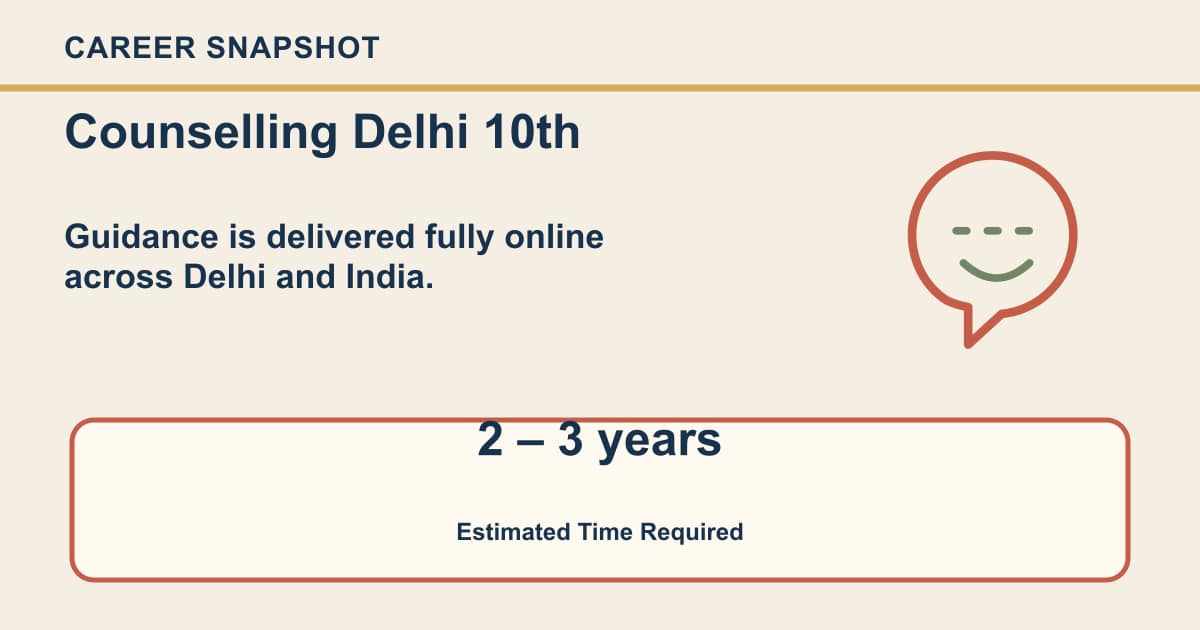 CAREER SNAPSHOT
Counselling Delhi 10th
Guidance is delivered fully online
across Delhi and India.
2 – 3 years
Estimated Time Required